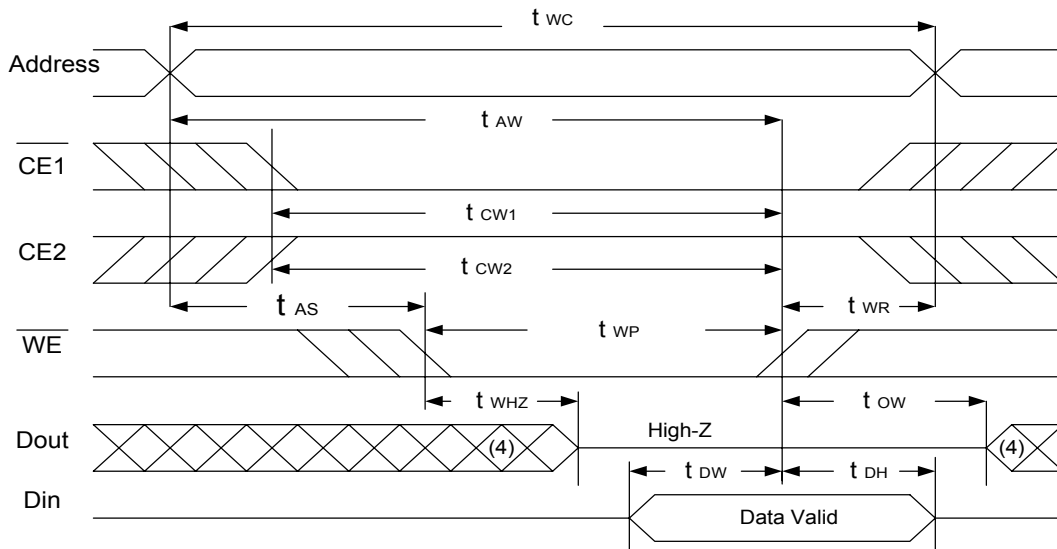 t WC
Address
t AW
CE1
t CW1
CE2
t CW2
t AS
t WR
WE
t WP
t WHZ
t OW
Dout
(4)
High-Z
(4)
t DW
t DH
Din
Data Valid